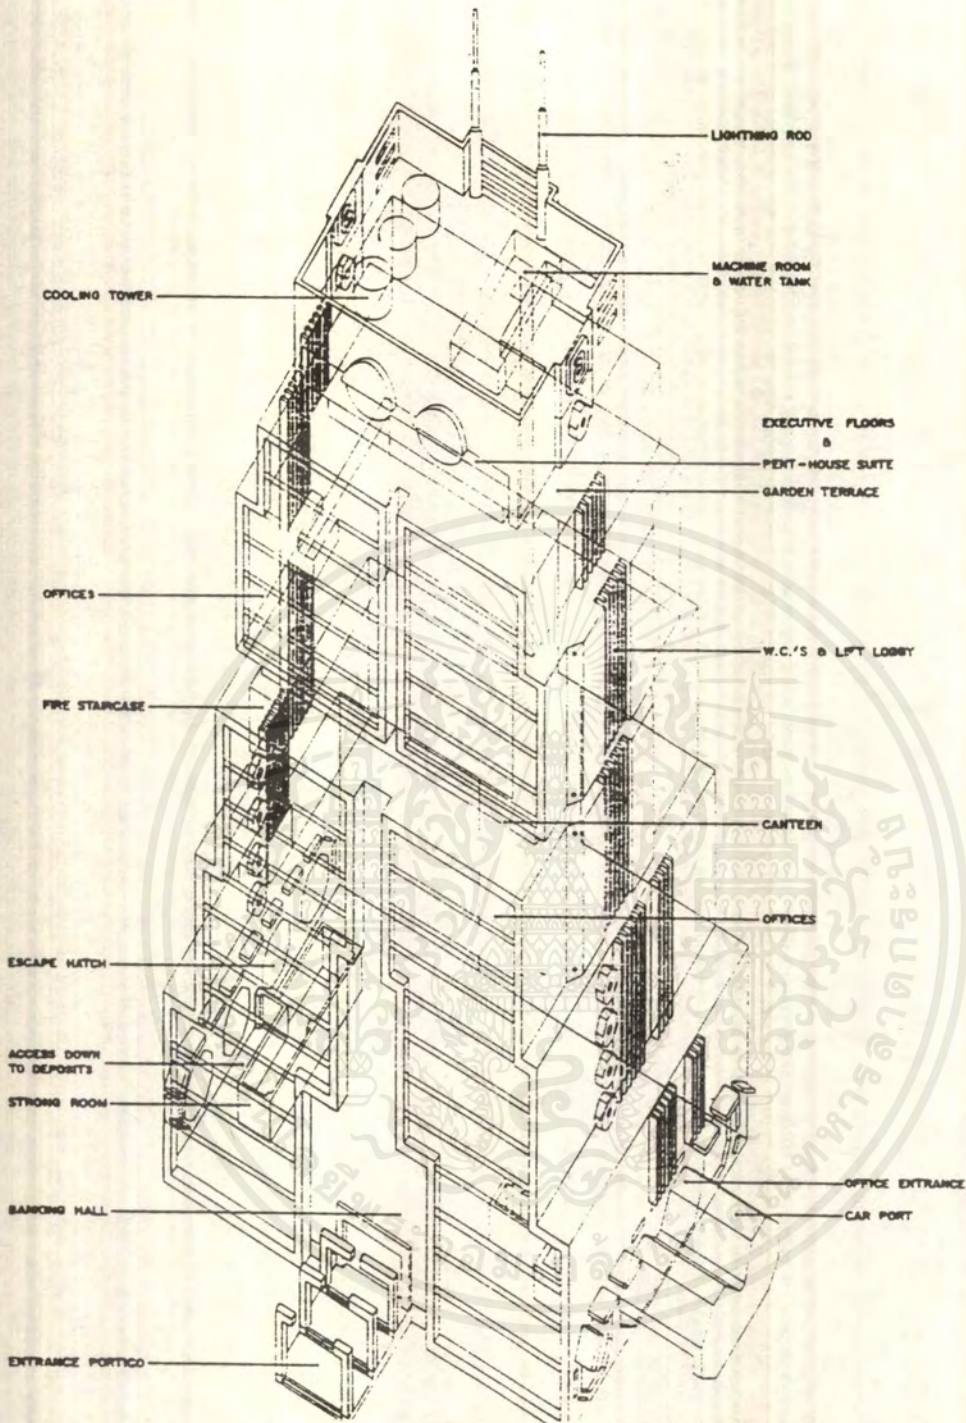 LIGHTNING ROD
MACHINE ROOM
& WATER TANK
COOLING TOWER
EXECUTIVE FLOORS
&
PENT-HOUSE SUITE
GARDEN TERRACE
OFFICES
W.C.'S & LIFT LOBBY
FIRE STAIRCASE
CANTEEN
OFFICES
ESCAPE HATCH
ACCESS DOWN
TO DEPOSITS
STRONG ROOM
OFFICE ENTRANCE
BANKING HALL
CAR PORT
ENTRANCE PORTICO